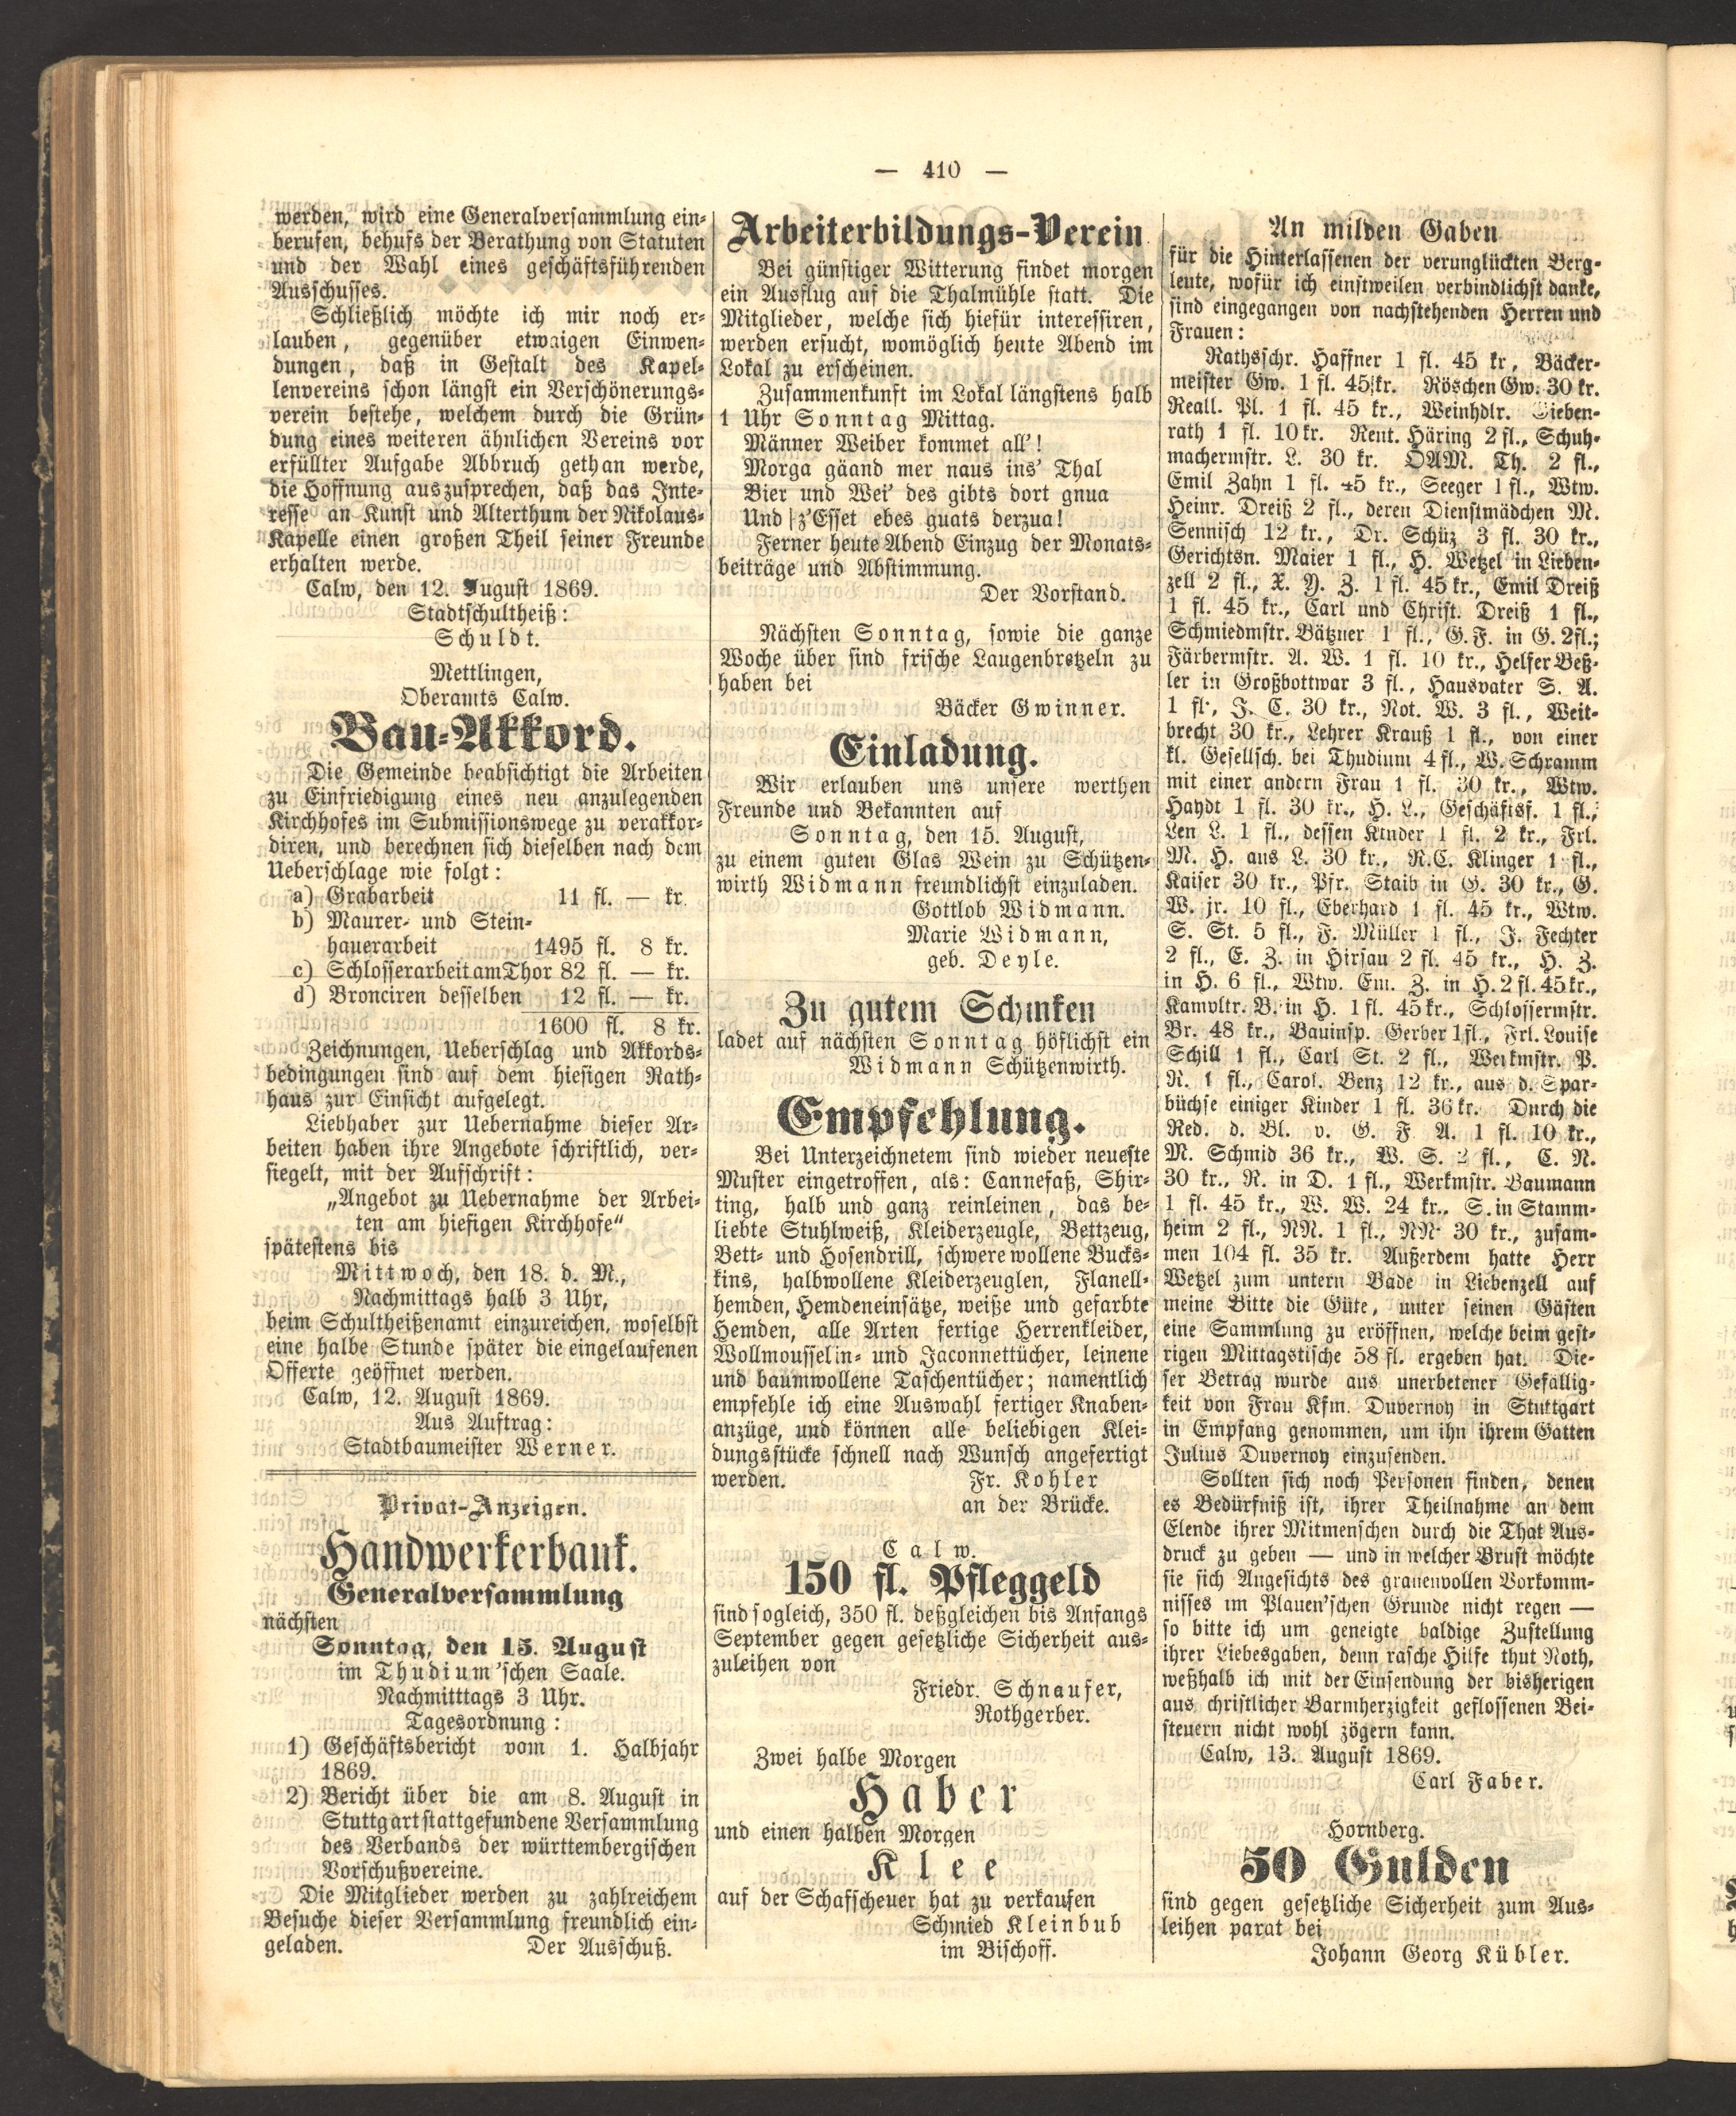 — 410 —
werden, wird eine Generalversammlung ein-
berufen, behufs der Berathung von Statuten
und der Wahl eines geschäftsführenden
Ausschusses.
Schließlich möchte ich mir noch er-
lauben, gegenüber etwaigen Einwen-
dungen, daß in Gestalt des Kapel-
lenvereins schon längst ein Verschönerungs-
verein bestehe, welchem durch die Grün-
dung eines weiteren ähnlichen Vereins vor
erfüllter Aufgabe Abbruch gethan werde,
die Hoffnung auszusprechen, daß das Inte-
resse an Kunst und Alterthum der Nikolaus-
Kapelle einen großen Theil seiner Freunde
erhalten werde.
Calw, den 12. August 1869.
Stadtschultheiß:
Schuldt.
Mettlingen,
Oberamts Calw.
Bau-Akkord.
Die Gemeinde beabsichtigt die Arbeiten
zu Einfriedigung eines neu anzulegenden
Kirchhofes im Submissionswege zu verakkor-
diren, und berechnen sich dieselben nach dem
Ueberschlage wie folgt:
a) Grabarbeit 11 fl. — kr.
b) Maurer- und Stein-
hauerarbeit 1495 fl. 8 kr.
c) Schlosserarbeit am Thor 82 fl. — kr.
d) Bronciren desselben 12 fl. — kr.
1600 fl. 8 kr.
Zeichnungen, Ueberschlag und Akkords-
bedingungen sind auf dem hiesigen Rath-
haus zur Einsicht aufgelegt.
Liebhaber zur Uebernahme dieser Ar-
beiten haben ihre Angebote schriftlich, ver-
siegelt, mit der Aufschrift:
„Angebot zu Uebernahme der Arbei-
ten am hiesigen Kirchhofe“
spätestens bis
Mittwoch, den 18. d. M.,
Nachmittags halb 3 Uhr,
beim Schultheißenamt einzureichen, woselbst
eine halbe Stunde später die eingelaufenen
Offerte geöffnet werden.
Calw, 12. August 1869.
Aus Auftrag:
Stadtbaumeister Werner.
Privat-Anzeigen.
Handwerkerbank.
Generalversammlung
nächsten
Sonntag, den 15. August
im Thudium'schen Saale.
Nachmitttags 3 Uhr.
Tagesordnung:
1) Geschäftsbericht vom 1. Halbjahr
1869.
2) Bericht über die am 8. August in
Stuttgart stattgefundene Versammlung
des Verbands der württembergischen
Vorschußvereine.
Die Mitglieder werden zu zahlreichem
Besuche dieser Versammlung freundlich ein-
geladen. Der Ausschuß.
Arbeiterbildungs-Verein
Bei günstiger Witterung findet morgen
ein Ausflug auf die Thalmühle statt. Die
Mitglieder, welche sich hiefür interessiren,
werden ersucht, womöglich heute Abend im
Lokal zu erscheinen.
Zusammenkunft im Lokal längstens halb
1 Uhr Sonntag Mittag.
Männer Weiber kommet all'!
Morga gäand mer naus ins' Thal
Bier und Wei' des gibts dort gnua
Und z'Esset ebes guats derzua!
Ferner heute Abend Einzug der Monats-
beiträge und Abstimmung.
Der Vorstand.
Nächsten Sonntag, sowie die ganze
Woche über sind frische Laugenbretzeln zu
haben bei
Bäcker Gwinner.
Einladung.
Wir erlauben uns unsere werthen
Freunde und Bekannten auf
Sonntag, den 15. August,
zu einem guten Glas Wein zu Schützen-
wirth Widmann freundlichst einzuladen.
Gottlob Widmann.
Marie Widmann,
geb. Deyle.
Zu gutem Schinken
ladet auf nächsten Sonntag höflichst ein
Widmann Schützenwirth.
Empfehlung.
Bei Unterzeichnetem sind wieder neueste
Muster eingetroffen, als: Cannefaß, Shir-
ting, halb und ganz reinleinen, das be-
liebte Stuhlweiß, Kleiderzeugle, Bettzeug,
Bett- und Hosendrill, schwere wollene Bucks-
kins, halbwollene Kleiderzeuglen, Flanell-
hemden, Hemdeneinsätze, weiße und gefarbte
Hemden, alle Arten fertige Herrenkleider,
Wollmousselin- und Jaconnettücher, leinene
und baumwollene Taschentücher; namentlich
empfehle ich eine Auswahl fertiger Knaben-
anzüge, und können alle beliebigen Klei-
dungsstücke schnell nach Wunsch angefertigt
werden. Fr. Kohler
an der Brücke.
Calw.
150 fl. Pfleggeld
sind sogleich, 350 fl. deßgleichen bis Anfangs
September gegen gesetzliche Sicherheit aus-
zuleihen von
Friedr. Schnaufer,
Rothgerber.
Zwei halbe Morgen
Haber
und einen halben Morgen
Klee
auf der Schafscheuer hat zu verkaufen
Schmied Kleinbub
im Bischoff.
An milden Gaben
für die Hinterlassenen der verunglückten Berg-
leute, wofür ich einstweilen verbindlichst danke,
sind eingegangen von nachstehenden Herren und
Frauen:
Rathsschr. Haffner 1 fl. 45 kr, Bäcker-
meister Gw. 1 fl. 45 kr. Röschen Gw. 30 kr.
Reall. Pl. 1 fl. 45 kr., Weinhdlr. Sieben-
rath 1 fl. 10 kr. Rent. Häring 2 fl., Schuh-
machermstr. L. 30 kr. OAM. Th. 2 fl.,
Emil Zahn 1 fl. 45 kr., Seeger 1 fl., Wtw.
Heinr. Dreiß 2 fl., deren Dienstmädchen M.
Sennisch 12 kr., Dr. Schüz 3 fl. 30 kr.,
Gerichtsn. Maier 1 fl., H. Wetzel in Lieben-
zell 2 fl., X. Y. Z. 1 fl. 45 kr., Emil Dreiß
1 fl. 45 kr., Carl und Christ. Dreiß 1 fl.,
Schmiedmstr. Bätzner 1 fl., G. F. in G. 2 fl.;
Färbermstr. A. W. 1 fl. 10 kr., Helfer Beß-
ler in Großbottwar 3 fl., Hausvater S. A.
1 fl., J. C. 30 kr., Not. W. 3 fl., Weit-
brecht 30 kr., Lehrer Krauß 1 fl., von einer
kl. Gesellsch. bei Thudium 4 fl., W. Schramm
mit einer andern Frau 1 fl. 30 kr., Wtw.
Haydt 1 fl. 30 kr., H. L., Geschäftsf. 1 fl.;
Len L. 1 fl., dessen Kinder 1 fl. 2 kr., Frl.
M. H. aus L. 30 kr., R. C. Klinger 1 fl.,
Kaiser 30 kr., Pfr. Staib in G. 30 kr., G.
W. jr. 10 fl., Eberhard 1 fl. 45 kr., Wtw.
S. St. 5 fl., F. Müller 1 fl., J. Fechter
2 fl., E. Z. in Hirsau 2 fl. 45 kr., H. Z.
in H. 6 fl., Wtw. Em. Z. in H. 2 fl. 45 kr.,
Kamvltr. B. in H. 1 fl. 45 kr., Schlossermstr.
Br. 48 kr., Bauinsp. Gerber 1 fl., Frl. Louise
Schill 1 fl., Carl St. 2 fl., Werkmstr. P.
R. 1 fl., Carol. Benz 12 kr., aus d. Spar-
büchse einiger Kinder 1 fl. 36 kr. Durch die
Red. d. Bl. v. G. F. A. 1 fl. 10 kr.,
M. Schmid 36 kr., W. S. 2 fl., C. N.
30 kr., R. in D. 1 fl., Werkmstr. Baumann
1 fl. 45 kr., W. W. 24 kr., S. in Stamm-
heim 2 fl., NN. 1 fl., NN. 30 kr., zusam-
men 104 fl. 35 kr. Außerdem hatte Herr
Wetzel zum untern Bade in Liebenzell auf
meine Bitte die Güte, unter seinen Gästen
eine Sammlung zu eröffnen, welche beim gest-
rigen Mittagstische 58 fl. ergeben hat. Die-
ser Betrag wurde aus unerbetener Gefällig-
keit von Frau Kfm. Duvernoy in Stuttgart
in Empfang genommen, um ihn ihrem Gatten
Julius Duvernoy einzusenden.
Sollten sich noch Personen finden, denen
es Bedürfniß ist, ihrer Theilnahme an dem
Elende ihrer Mitmenschen durch die That Aus-
druck zu geben — und in welcher Brust möchte
sie sich Angesichts des grauenvollen Vorkomm-
nisses im Plauen'schen Grunde nicht regen —
so bitte ich um geneigte baldige Zustellung
ihrer Liebesgaben, denn rasche Hilfe thut Noth,
weßhalb ich mit der Einsendung der bisherigen
aus christlicher Barmherzigkeit geflossenen Bei-
steuern nicht wohl zögern kann.
Calw, 13. August 1869.
Carl Faber.
Hornberg.
50 Gulden
sind gegen gesetzliche Sicherheit zum Aus-
leihen parat bei
Johann Georg Kübler.